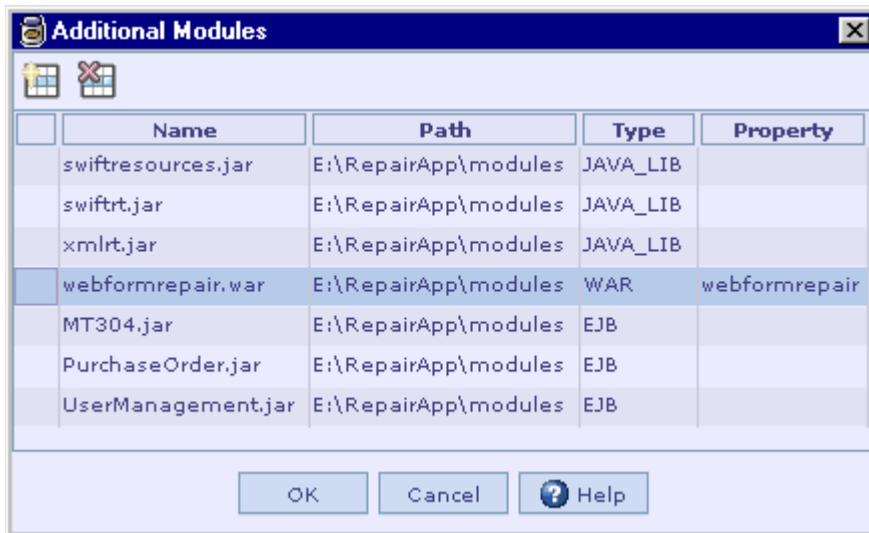 Additional Modules
Name Path Type Property
swiftresources.jar E:\RepairApp\modules JAVA_LIB
swiftrt.jar E:\RepairApp\modules JAVA_LIB
xmlrt.jar E:\RepairApp\modules JAVA_LIB
webformrepair.war E:\RepairApp\modules WAR webformrepair
MT304.jar E:\RepairApp\modules EJB
PurchaseOrder.jar E:\RepairApp\modules EJB
UserManagement.jar E:\RepairApp\modules EJB
OK Cancel ? Help